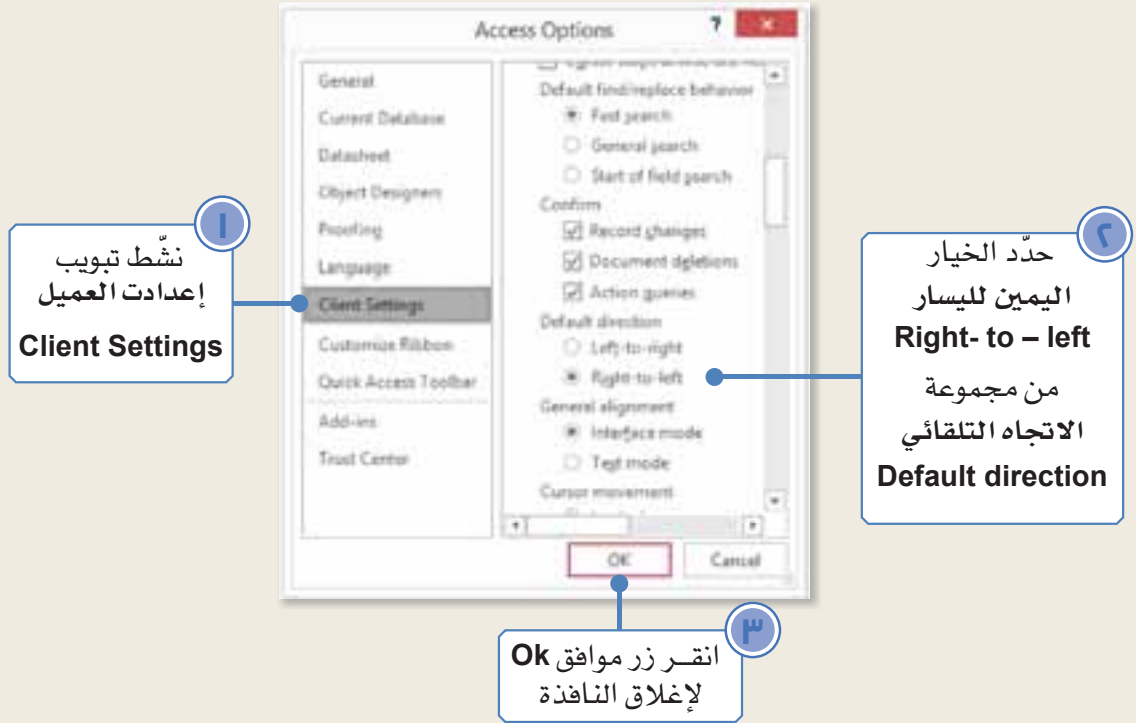 Access Options
?
General
Current Database
Datasheet
Object Designers
Proofing
Language
Client Settings
Customize Ribbon
Quick Access Toolbar
Add-ins
Trust Center
Default find/replace behavior
Fast search
General search
Start of field search
Confirm
Record changes
Document deletions
Action queries
Default direction
Left-to-right
Right-to-left
General alignment
Interface mode
Text mode
Cursor movement
OK
Cancel
١
نشّط تبويب
إعدادت العميل
Client Settings
٢
حدّد الخيار
اليمين لليسار
Right- to – left
من مجموعة
الاتجاه التلقائي
Default direction
٣
انقـر زر موافق Ok
لإغلاق النافذة